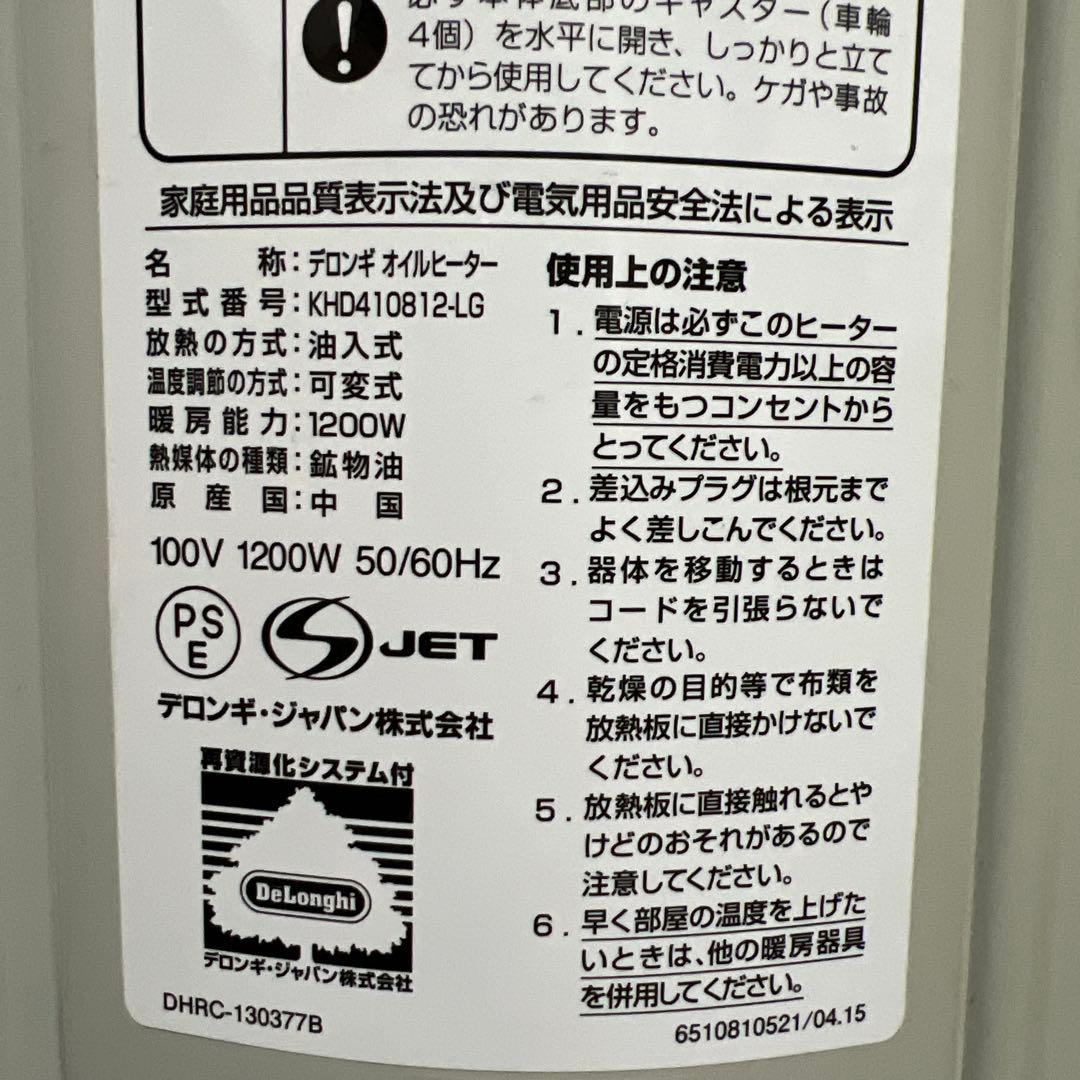 必ず本体底部のキャスター(車輪
4個)を水平に開き、しっかりと立て
てから使用してください。ケガや事故
の恐れがあります。
家庭用品品質表示法及び電気用品安全法による表示
名称:デロンギ オイルヒーター
型式番号:KHD410812-LG
放熱の方式:油入式
温度調節の方式:可変式
暖房能力:1200W
熱媒体の種類:鉱物油
原産国:中国
100V 1200W 50/60Hz
PSE
S JET
デロンギ・ジャパン株式会社
再資源化システム付
DeLonghi
デロンギ・ジャパン株式会社
DHRC-130377B
使用上の注意
1.電源は必ずこのヒーター
の定格消費電力以上の容
量をもつコンセントから
とってください。
2.差込みプラグは根元まで
よく差しこんでください。
3.器体を移動するときは
コードを引張らないで
ください。
4.乾燥の目的等で布類を
放熱板に直接かけないで
ください。
5.放熱板に直接触れるとや
けどのおそれがあるので
注意してください。
6.早く部屋の温度を上げた
いときは、他の暖房器具
を併用してください。
6510810521/04.15